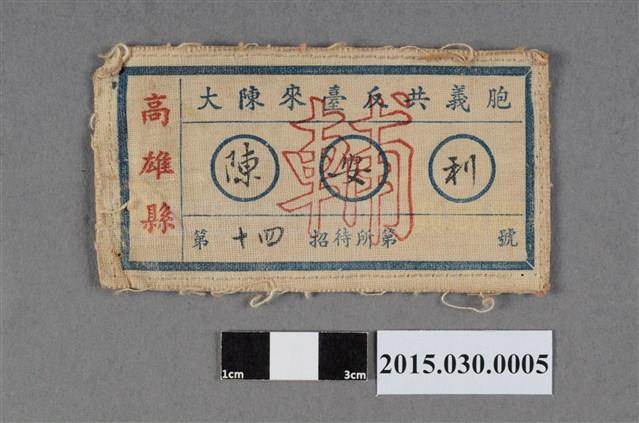 高雄縣
大陳來臺反共義胞
輔
陳安利
第十四招待所第 號
1cm 3cm
2015.030.0005